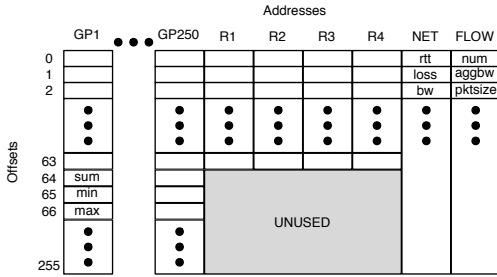 Addresses
GP1 GP250 R1 R2 R3 R4 NET FLOW
0 rtt num
1 loss aggbw
2 bw pktsize
Offsets
63
64 sum
65 min
66 max
UNUSED
255